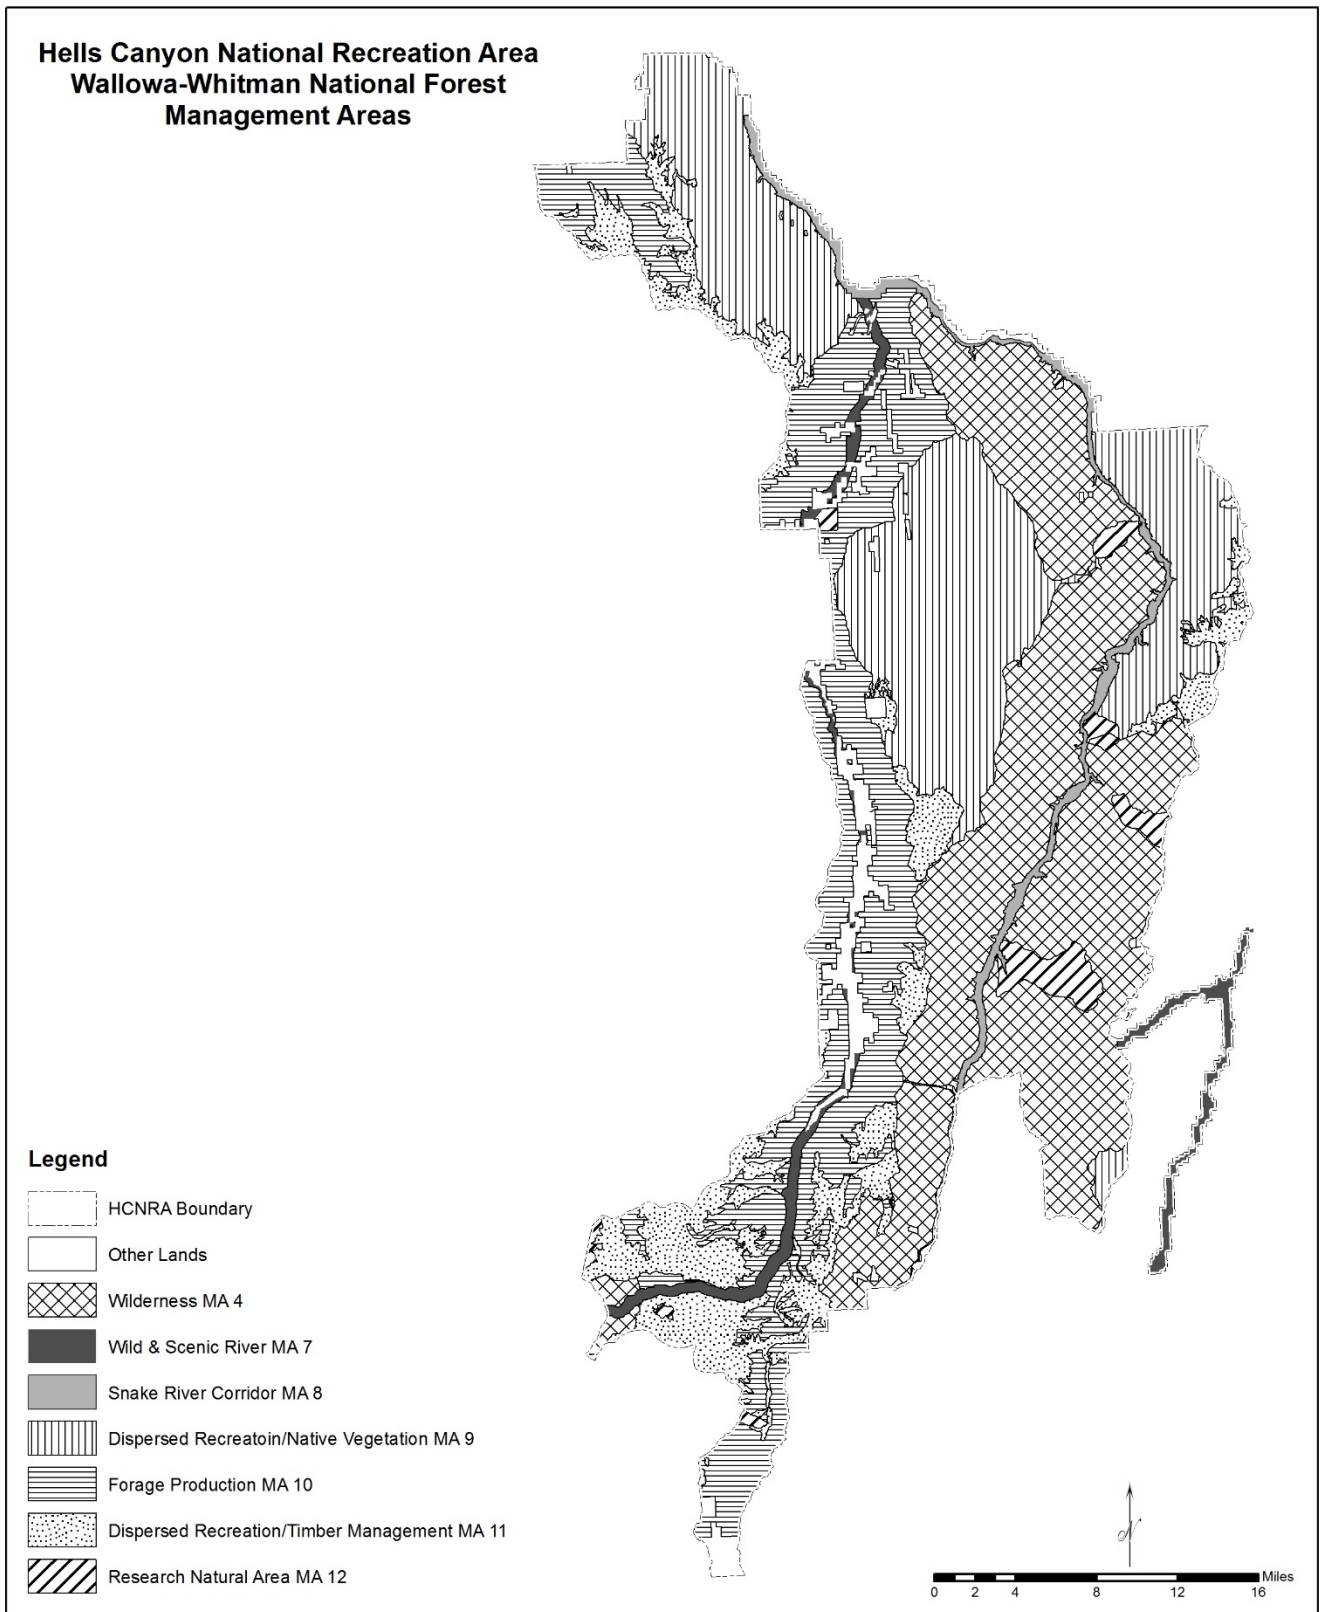 Hells Canyon National Recreation Area
Wallowa-Whitman National Forest
Management Areas
Legend
HCNRA Boundary
Other Lands
Wilderness MA 4
Wild & Scenic River MA 7
Snake River Corridor MA 8
Dispersed Recreatoin/Native Vegetation MA 9
Forage Production MA 10
Dispersed Recreation/Timber Management MA 11
Research Natural Area MA 12
N
Miles
0 2 4 8 12 16